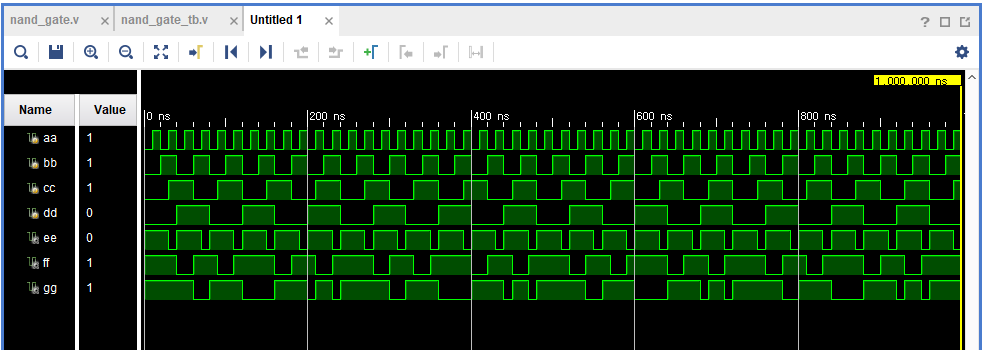 nand_gate.v × nand_gate_tb.v × Untitled 1 ×
1,000.000 ns
Name Value
0 ns 200 ns 400 ns 600 ns 800 ns
aa 1
bb 1
cc 1
dd 0
ee 0
ff 1
gg 1